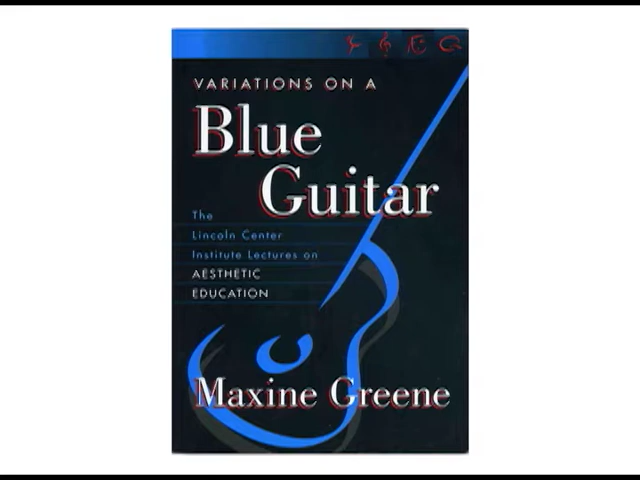 VARIATIONS ON A
Blue
Guitar
The
Lincoln Center
Institute Lectures on
AESTHETIC
EDUCATION
Maxine Greene